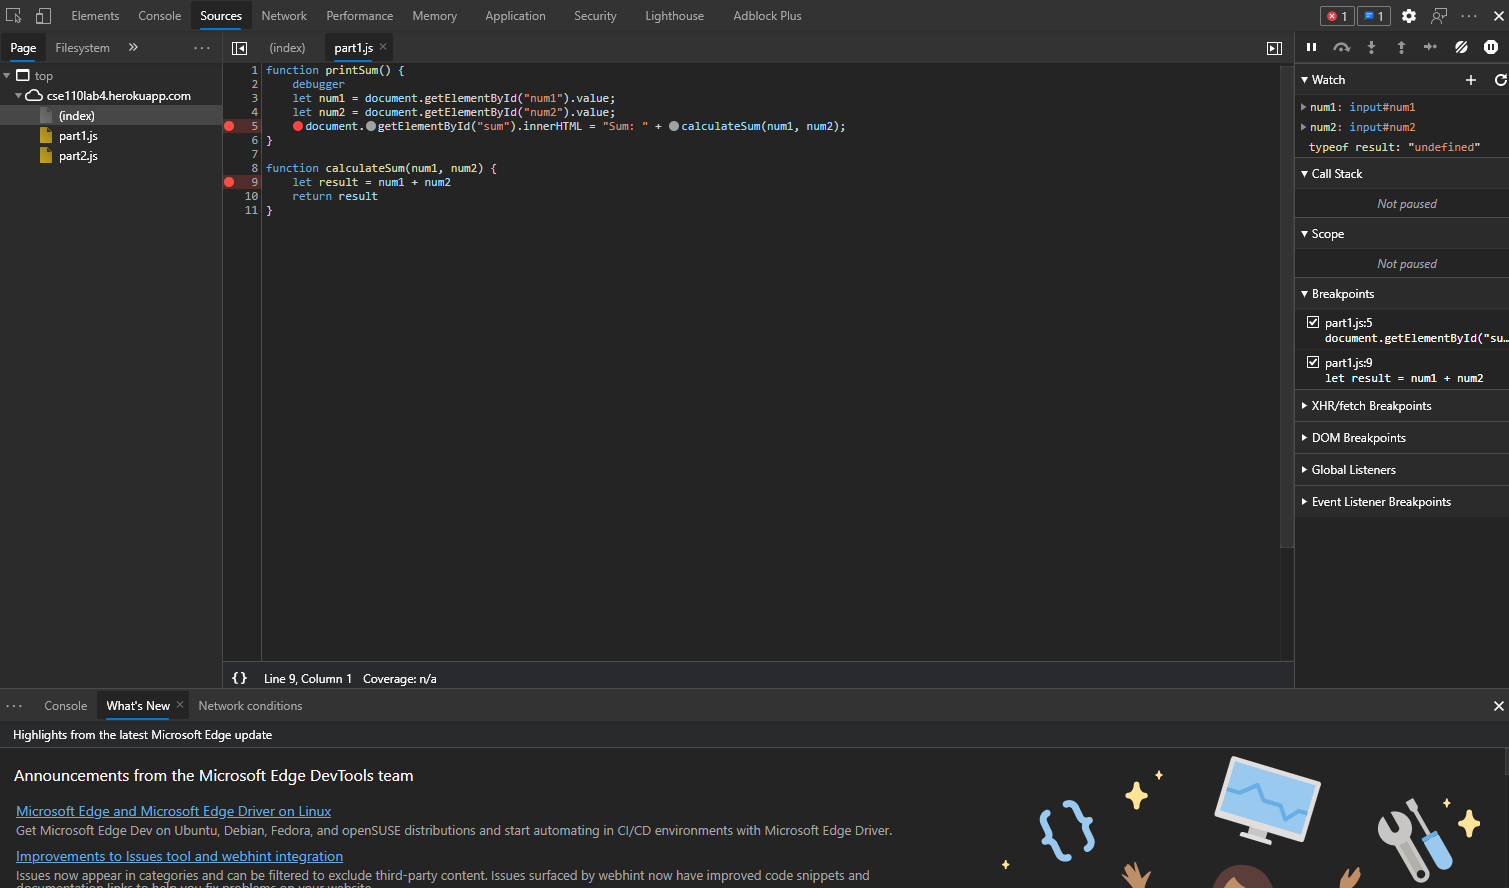 Elements Console Sources Network Performance Memory Application Security Lighthouse Adblock Plus 1 1
Page Filesystem » (index) part1.js ×
top
cse110lab4.herokuapp.com
(index)
part1.js
part2.js
1 function printSum() {
2 debugger
3 let num1 = document.getElementById("num1").value;
4 let num2 = document.getElementById("num2").value;
5 document.getElementById("sum").innerHTML = "Sum: " + calculateSum(num1, num2);
6 }
7
8 function calculateSum(num1, num2) {
9 let result = num1 + num2
10 return result
11 }
{} Line 9, Column 1 Coverage: n/a
Watch
num1: input#num1
num2: input#num2
typeof result: "undefined"
Call Stack
Not paused
Scope
Not paused
Breakpoints
part1.js:5
document.getElementById("su…
part1.js:9
let result = num1 + num2
XHR/fetch Breakpoints
DOM Breakpoints
Global Listeners
Event Listener Breakpoints
Console What's New × Network conditions
Highlights from the latest Microsoft Edge update
Announcements from the Microsoft Edge DevTools team
Microsoft Edge and Microsoft Edge Driver on Linux
Get Microsoft Edge Dev on Ubuntu, Debian, Fedora, and openSUSE distributions and start automating in CI/CD environments with Microsoft Edge Driver.
Improvements to Issues tool and webhint integration
Issues now appear in categories and can be filtered to exclude third-party content. Issues surfaced by webhint now have improved code snippets and
documentation links to help you fix problems on your website.